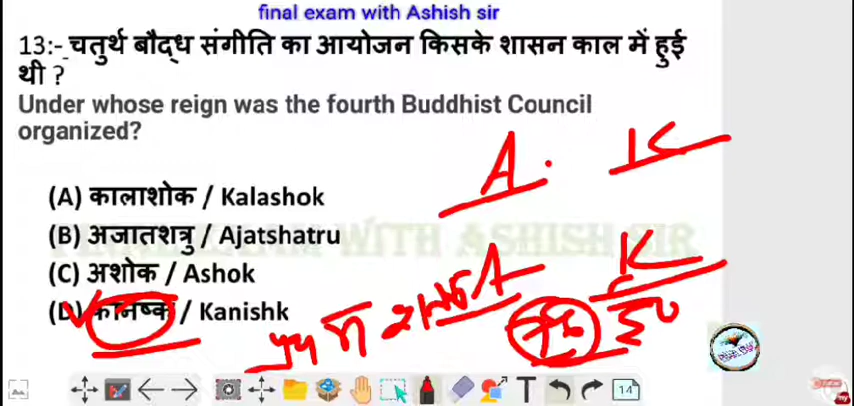 final exam with Ashish sir
13:- चतुर्थ बौद्ध संगीति का आयोजन किसके शासन काल में हुई
थी ?
Under whose reign was the fourth Buddhist Council
organized?
A. K
(A) कालाशोक / Kalashok
(B) अजातशत्रु / Ajatshatru
A K
(C) अशोक / Ashok
(D) कनिष्क / Kanishk
T 14